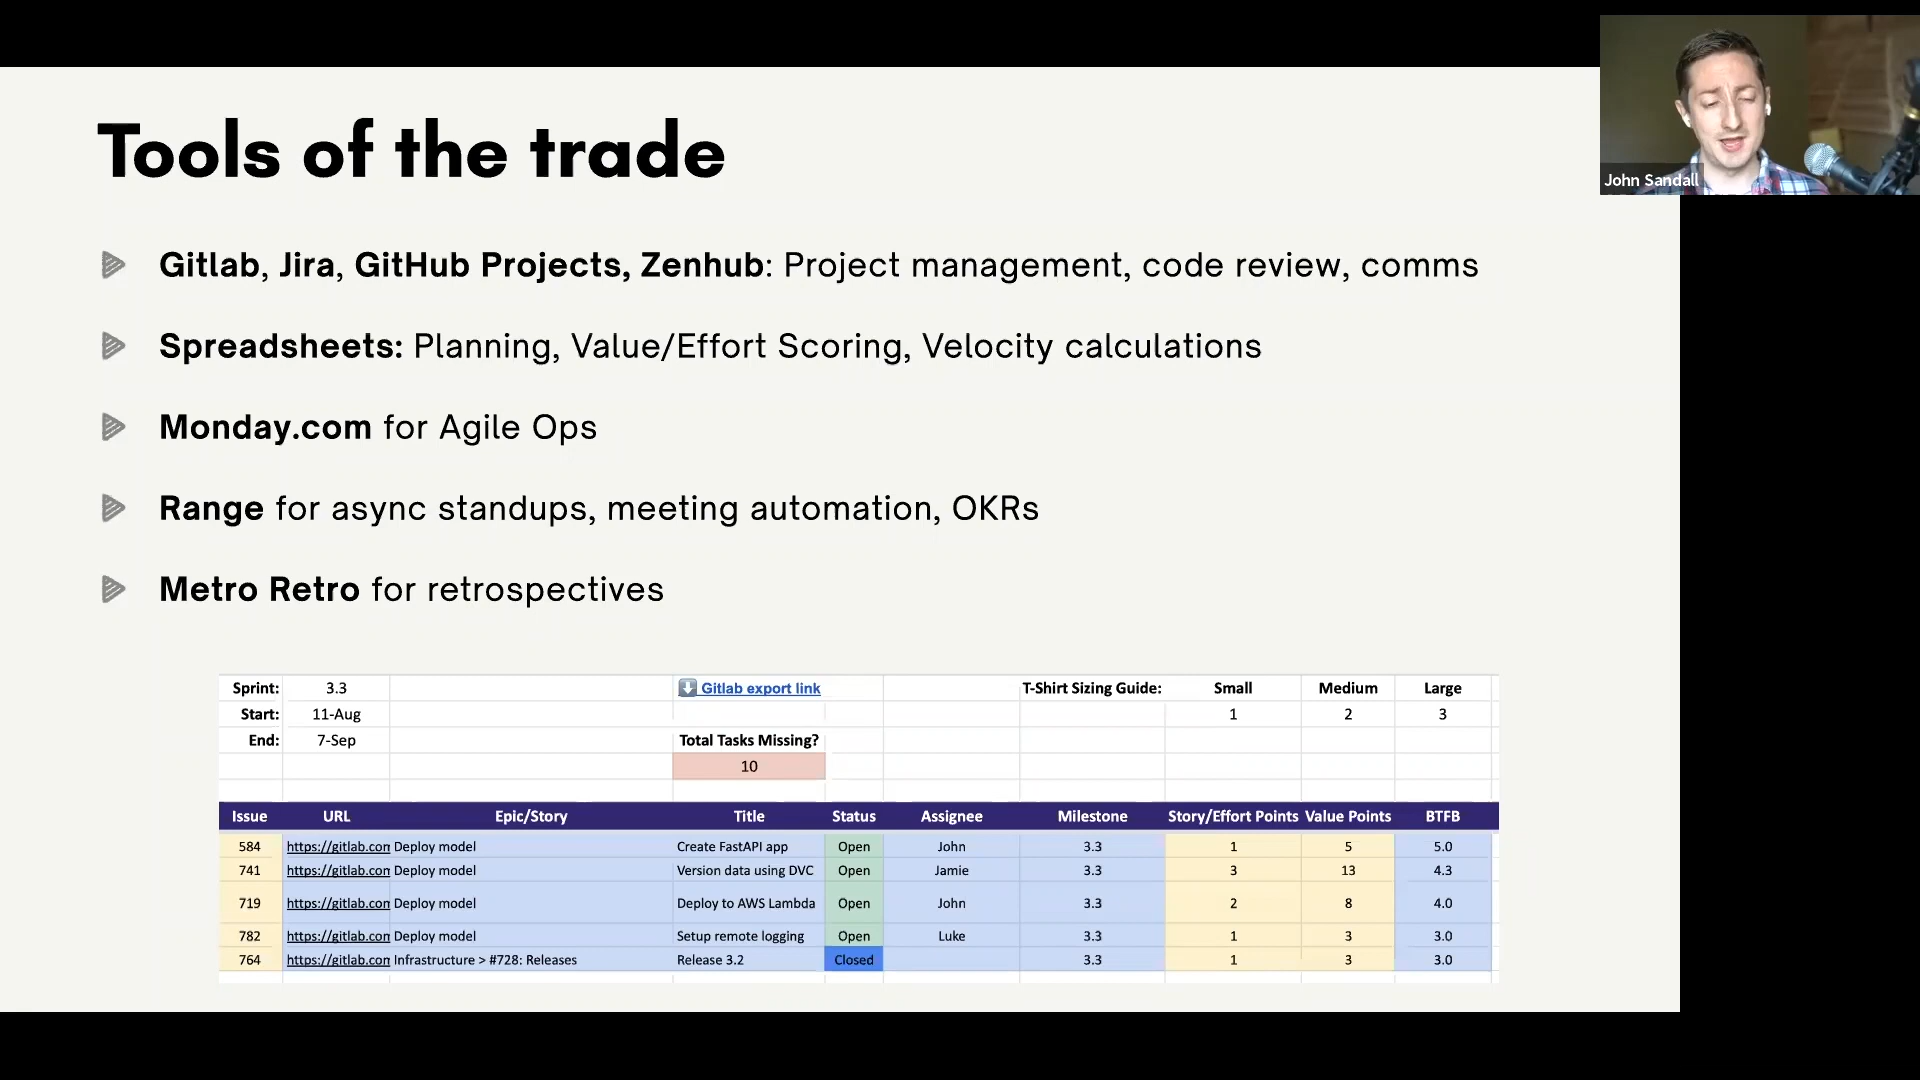 John Sandall
Tools of the trade
Gitlab, Jira, GitHub Projects, Zenhub: Project management, code review, comms
Spreadsheets: Planning, Value/Effort Scoring, Velocity calculations
Monday.com for Agile Ops
Range for async standups, meeting automation, OKRs
Metro Retro for retrospectives
Sprint: 3.3 Gitlab export link T-Shirt Sizing Guide: Small Medium Large
Start: 11-Aug 1 2 3
End: 7-Sep Total Tasks Missing?
10
Issue URL Epic/Story Title Status Assignee Milestone Story/Effort Points Value Points BTFB
584 https://gitlab.com Deploy model Create FastAPI app Open John 3.3 1 5 5.0
741 https://gitlab.com Deploy model Version data using DVC Open Jamie 3.3 3 13 4.3
719 https://gitlab.com Deploy model Deploy to AWS Lambda Open John 3.3 2 8 4.0
782 https://gitlab.com Deploy model Setup remote logging Open Luke 3.3 1 3 3.0
764 https://gitlab.com Infrastructure > #728: Releases Release 3.2 Closed 3.3 1 3 3.0